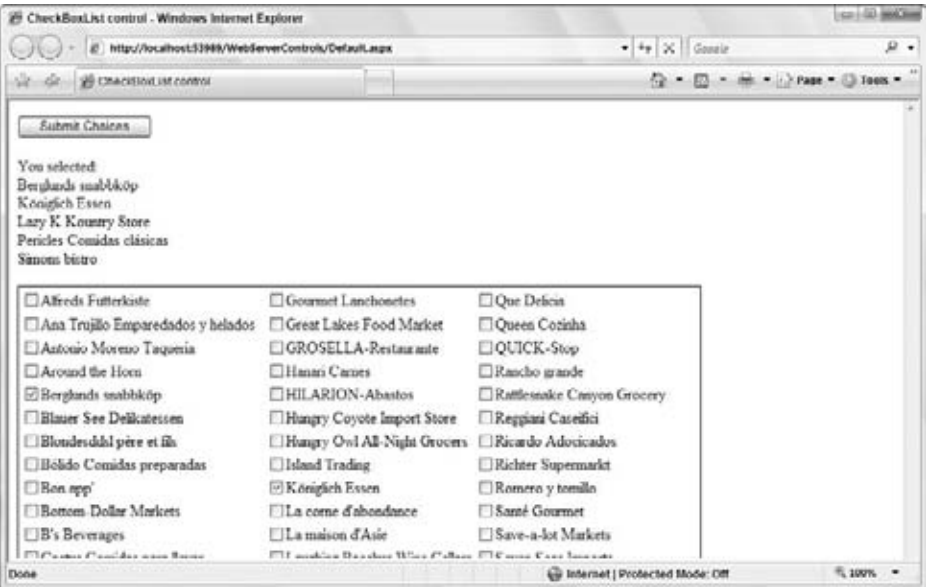 CheckBoxList control - Windows Internet Explorer
http://localhost:53989/WebServerControls/Default.aspx
Google
CheckBoxList control
Page Tools
Submit Choices
You selected:
Berglunds snabbköp
Königlich Essen
Lazy K Kountry Store
Pericles Comidas clásicas
Simons bistro
Alfreds Futterkiste Gourmet Lanchonetes Que Delícia
Ana Trujillo Emparedados y helados Great Lakes Food Market Queen Cozinha
Antonio Moreno Taquería GROSELLA-Restaurante QUICK-Stop
Around the Horn Hanari Carnes Rancho grande
Berglunds snabbköp HILARION-Abastos Rattlesnake Canyon Grocery
Blauer See Delikatessen Hungry Coyote Import Store Reggiani Caseifici
Blondesddsl père et fils Hungry Owl All-Night Grocers Ricardo Adocicados
Bólido Comidas preparadas Island Trading Richter Supermarkt
Bon app' Königlich Essen Romero y tomillo
Bottom-Dollar Markets La corne d'abondance Santé Gourmet
B's Beverages La maison d'Asie Save-a-lot Markets
Done
Internet | Protected Mode: Off
100%